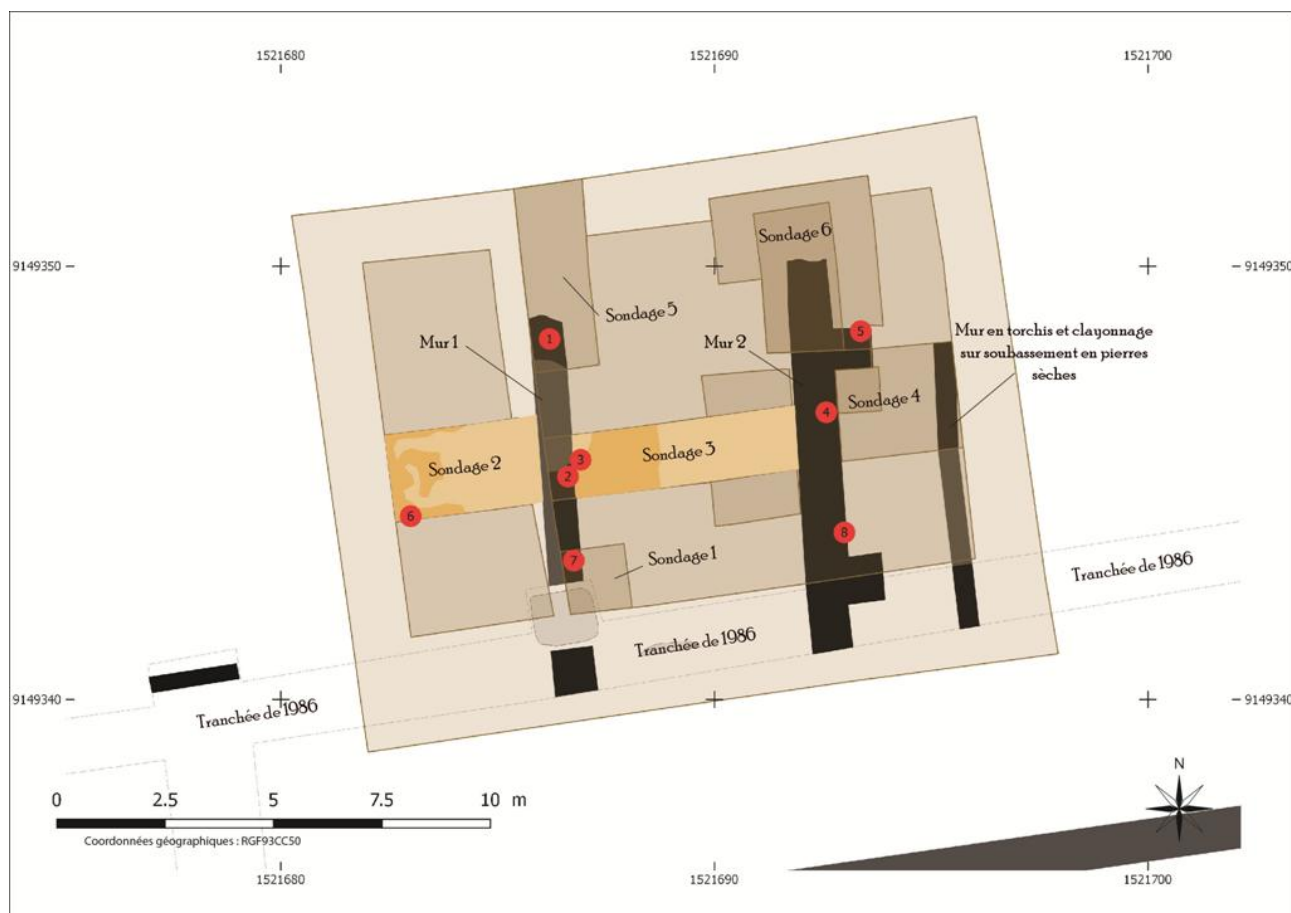 1521680
1521690
1521700
9149350
9149350
Sondage 6
Sondage 5
1
5
Mur 1
Mur 2
Mur en torchis et clayonnage
sur soubassement en pierres
sèches
4
Sondage 4
3
Sondage 2
Sondage 3
2
6
8
7
Sondage 1
Tranchée de 1986
Tranchée de 1986
9149340
9149340
Tranchée de 1986
N
0 2.5 5 7.5 10 m
Coordonnées géographiques : RGF93CC50
1521680
1521690
1521700